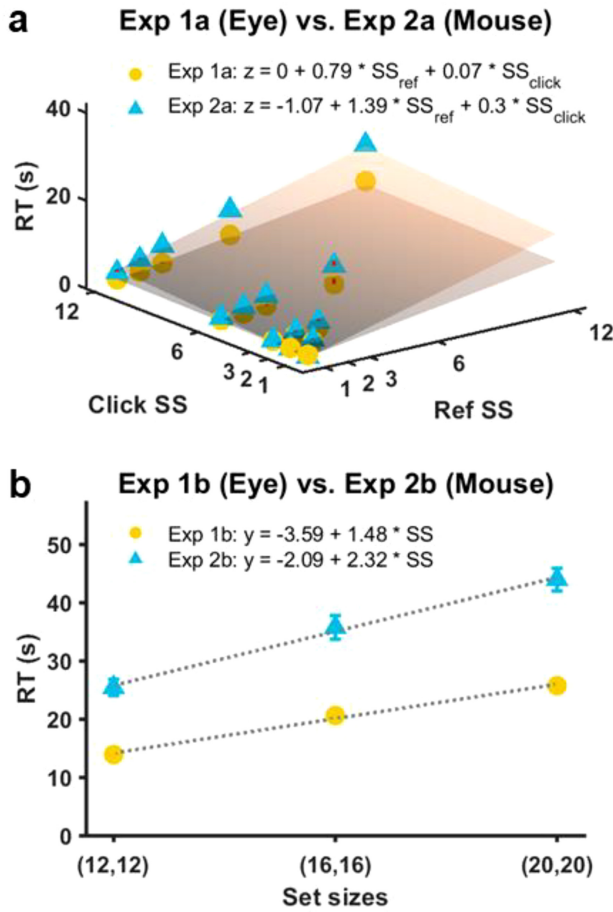 a
Exp 1a (Eye) vs. Exp 2a (Mouse)
Exp 1a: z = 0 + 0.79 * SSref + 0.07 * SSclick
Exp 2a: z = -1.07 + 1.39 * SSref + 0.3 * SSclick
40
20
0
RT (s)
12
6
3
2
1
Click SS
1
2
3
6
12
Ref SS
b
Exp 1b (Eye) vs. Exp 2b (Mouse)
Exp 1b: y = -3.59 + 1.48 * SS
Exp 2b: y = -2.09 + 2.32 * SS
50
40
30
20
10
0
RT (s)
(12,12)
(16,16)
(20,20)
Set sizes